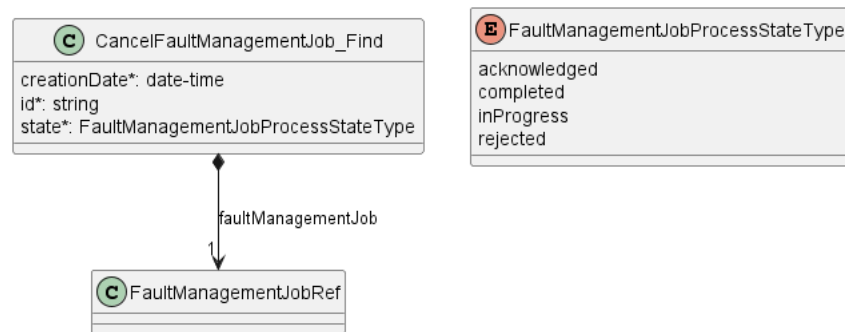 C CancelFaultManagementJob_Find
creationDate*: date-time
id*: string
state*: FaultManagementJobProcessStateType
E FaultManagementJobProcessStateType
acknowledged
completed
inProgress
rejected
faultManagementJob
1
C FaultManagementJobRef